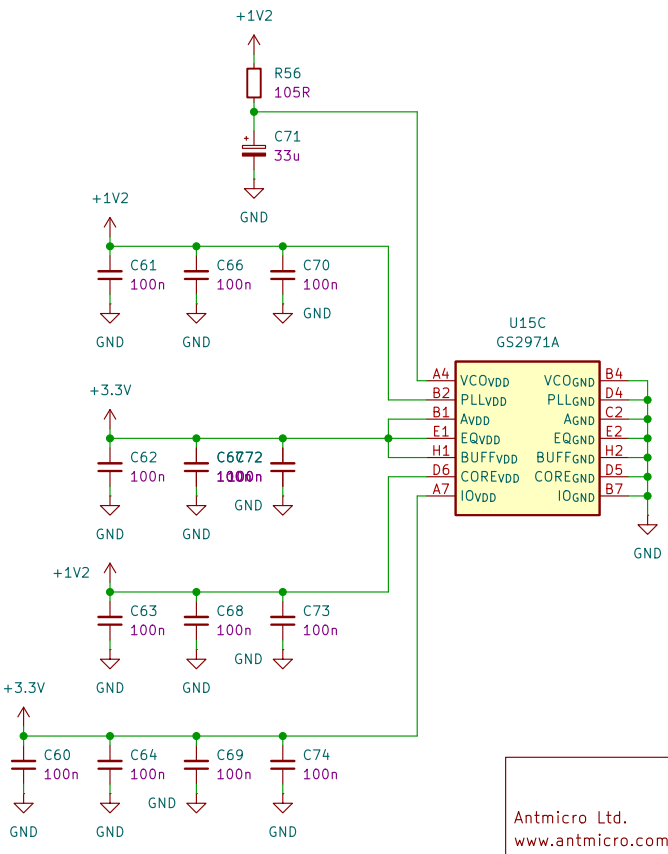 +1V2
R56
105R
+
C71
33u
GND
+1V2
C61
100n
C66
100n
C70
100n
GND
GND
GND
+3.3V
C62
100n
C67
100n
C72
100n
GND
GND
GND
+1V2
C63
100n
C68
100n
C73
100n
GND
GND
GND
+3.3V
C60
100n
C64
100n
C69
100n
C74
100n
GND
GND
GND
GND
U15C
GS2971A
A4 VCOVDD VCOGND B4
B2 PLLVDD PLLGND D4
B1 AVDD AGND C2
E1 EQVDD EQGND E2
H1 BUFFVDD BUFFGND H2
D6 COREVDD COREGND D5
A7 IOVDD IOGND B7
GND
Antmicro Ltd.
www.antmicro.com